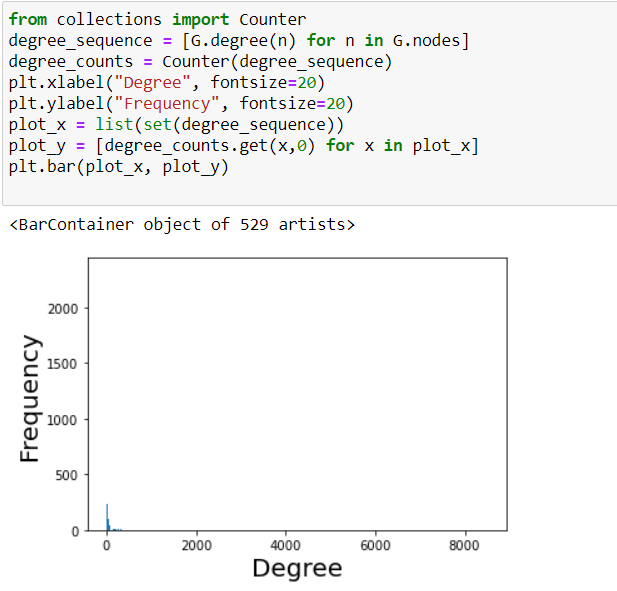 from collections import Counter
degree_sequence = [G.degree(n) for n in G.nodes]
degree_counts = Counter(degree_sequence)
plt.xlabel("Degree", fontsize=20)
plt.ylabel("Frequency", fontsize=20)
plot_x = list(set(degree_sequence))
plot_y = [degree_counts.get(x,0) for x in plot_x]
plt.bar(plot_x, plot_y)
<BarContainer object of 529 artists>
Frequency
2000
1500
1000
500
0
0 2000 4000 6000 8000
Degree